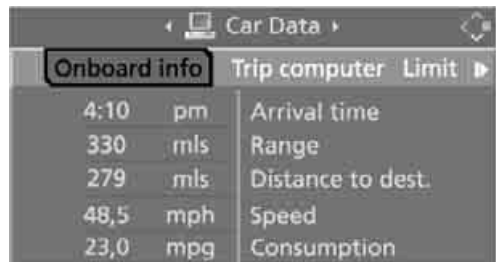 Car Data
Onboard info Trip computer Limit
4:10 pm Arrival time
330 mls Range
279 mls Distance to dest.
48,5 mph Speed
23,0 mpg Consumption